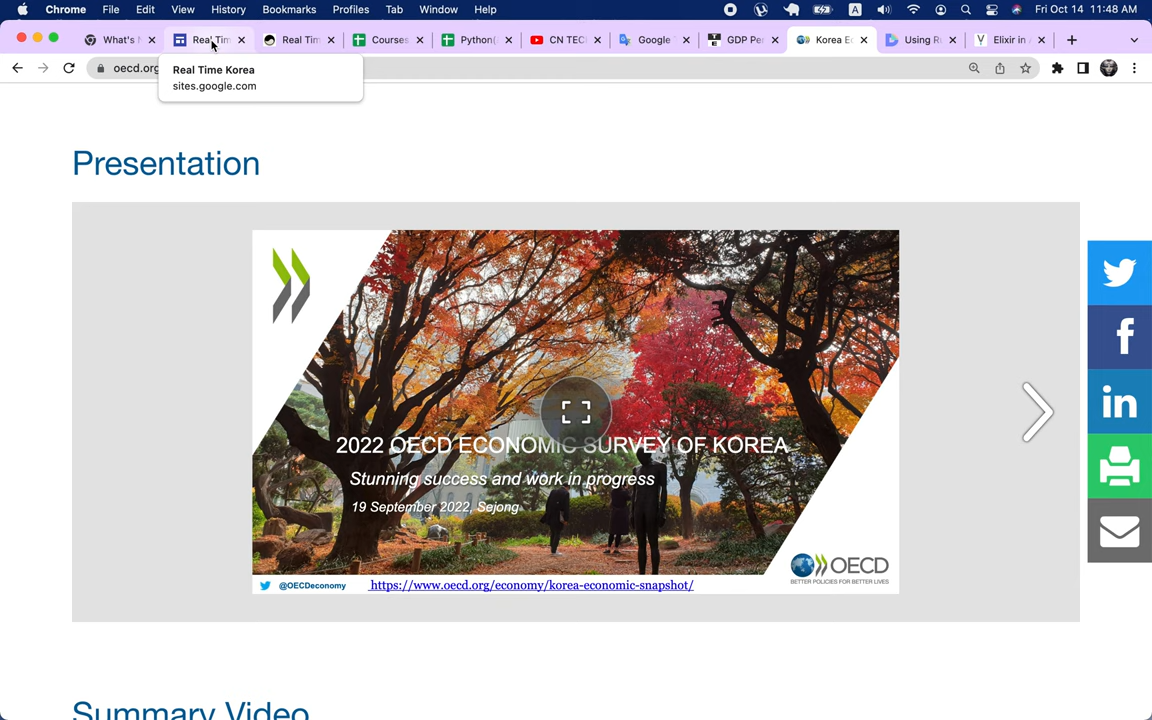 Chrome File Edit View History Bookmarks Profiles Tab Window Help A Fri Oct 14 11:48 AM
What's Real Tim Real Tim Courses Python( CN TEC Google GDP Pe Korea E Using R Elixir in
oecd.org
Real Time Korea
sites.google.com
Presentation
2022 OECD ECONOMIC SURVEY OF KOREA
Stunning success and work in progress
19 September 2022, Sejong
OECD
BETTER POLICIES FOR BETTER LIVES
@OECDeconomy https://www.oecd.org/economy/korea-economic-snapshot/
Summary Video